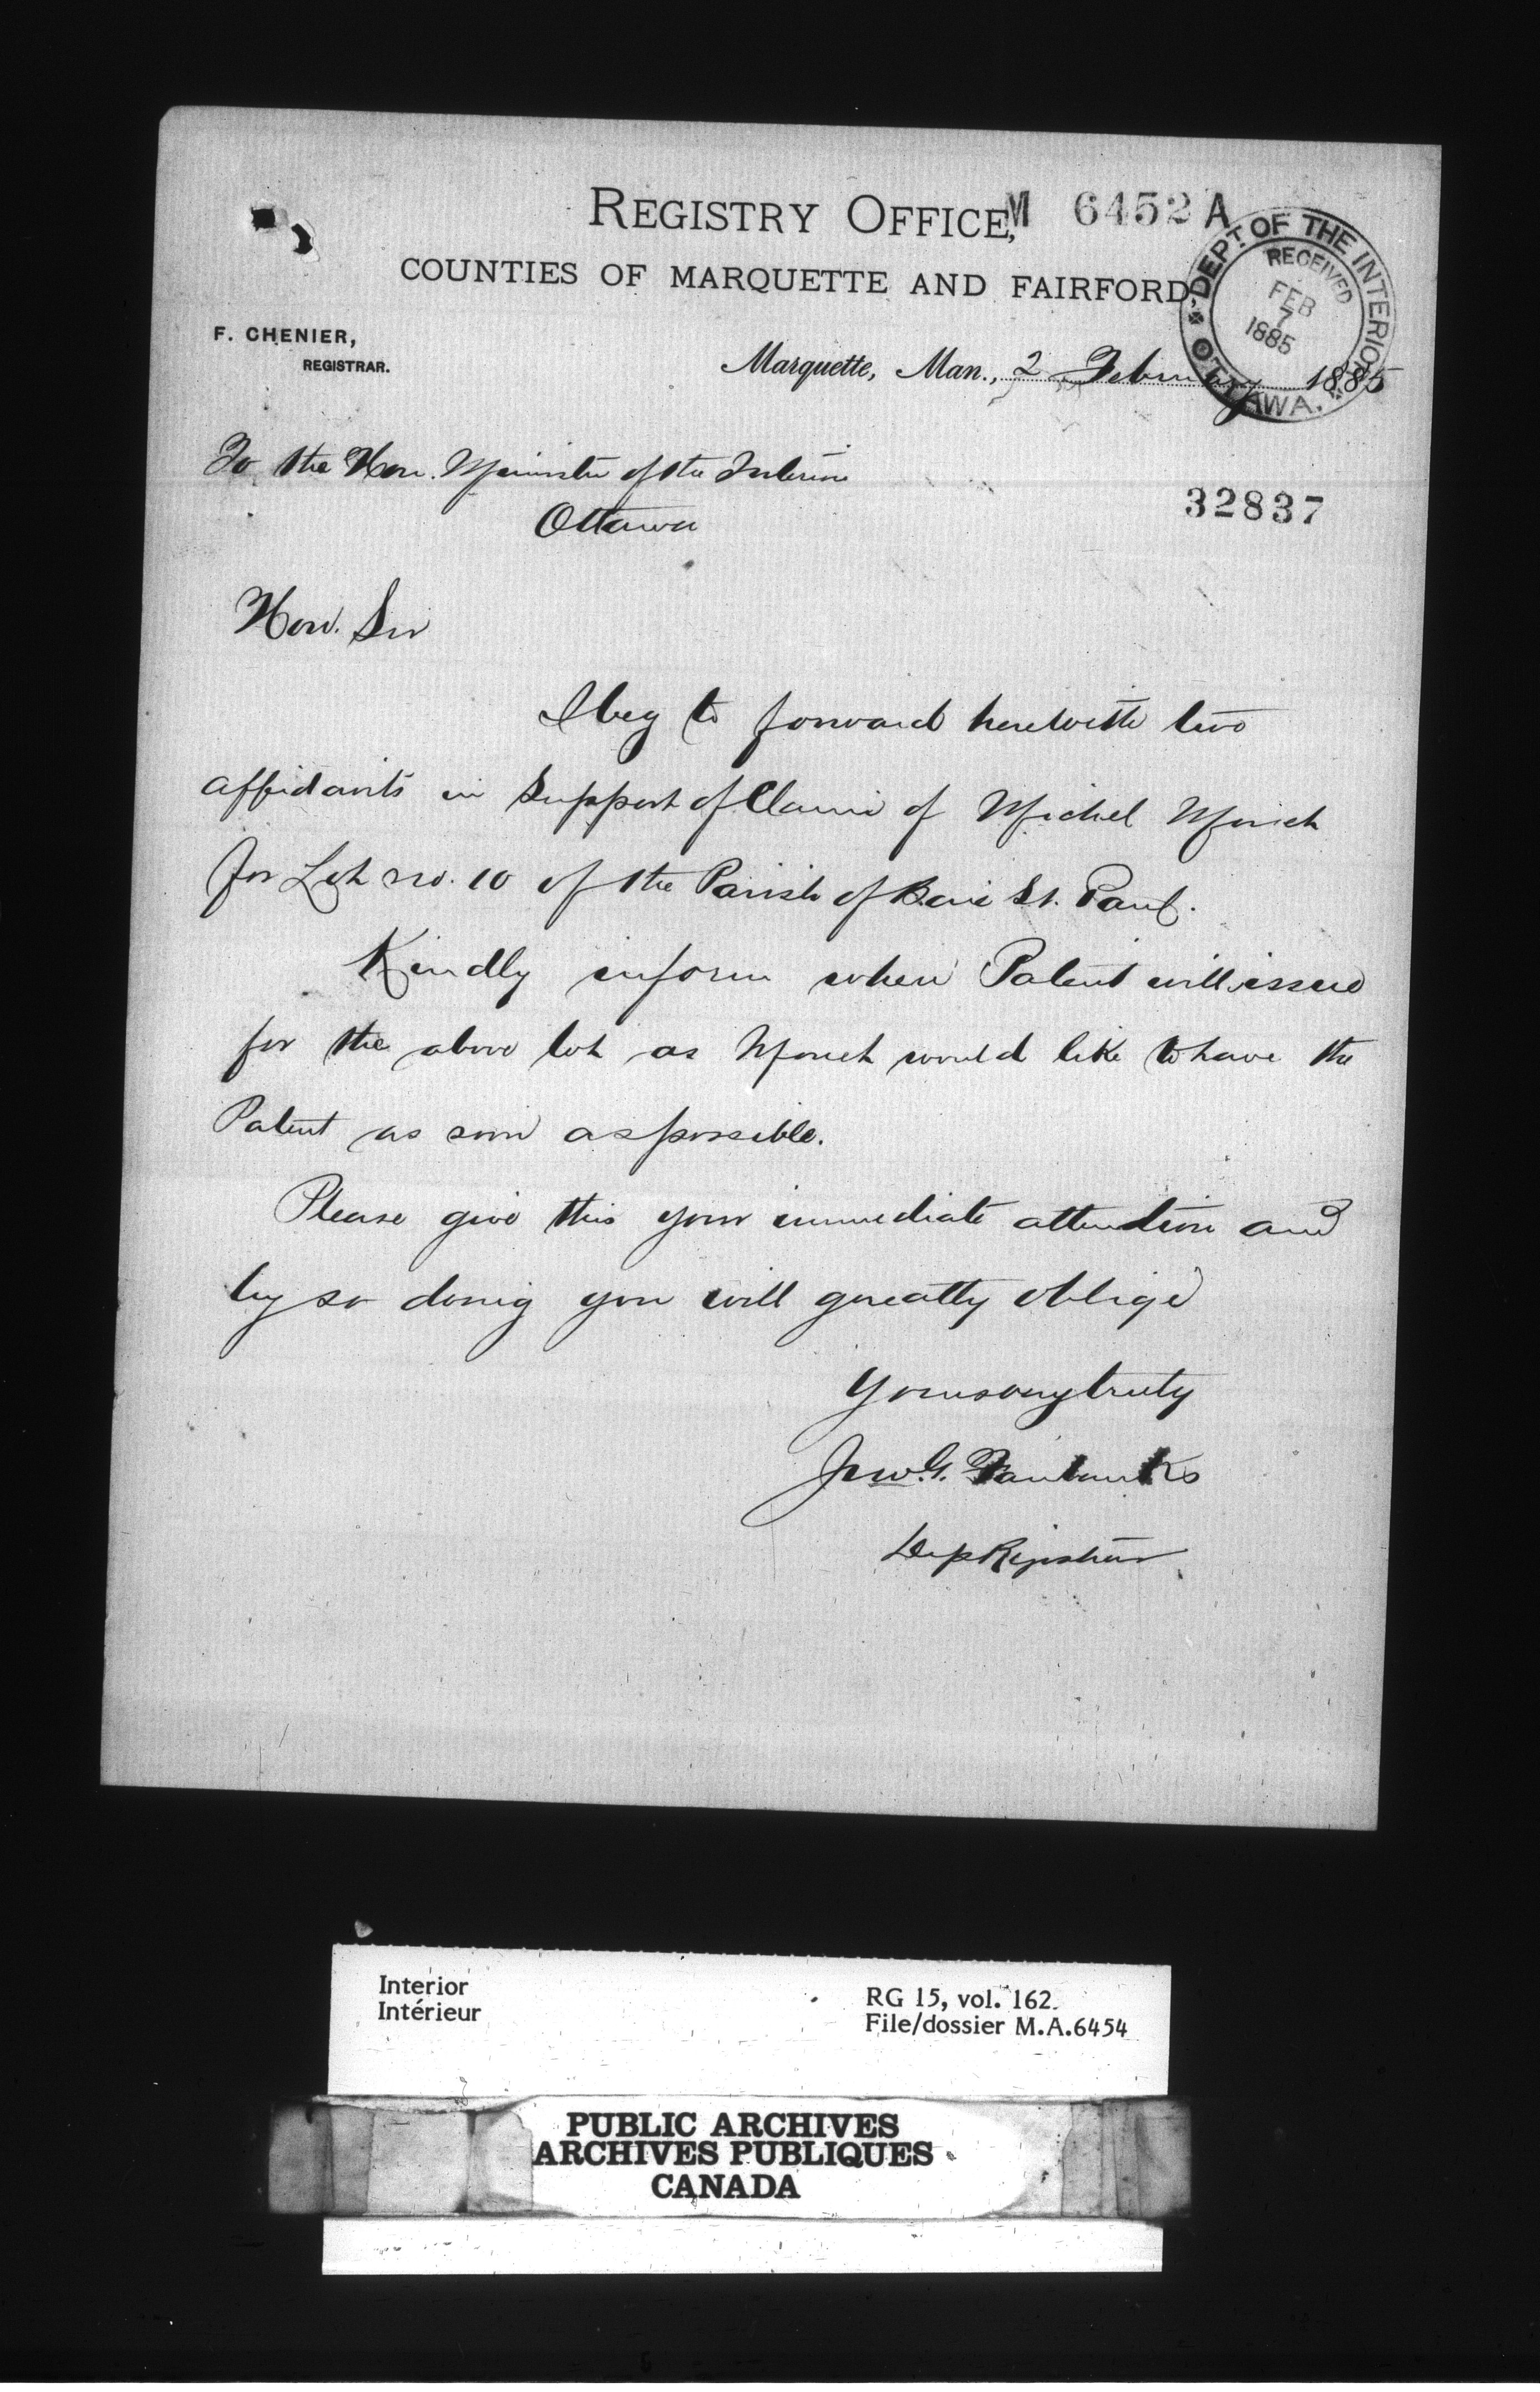 REGISTRY OFFICE, M 6452 A
COUNTIES OF MARQUETTE AND FAIRFORD.
DEPT. OF THE INTERIOR OTTAWA.
RECEIVED
FEB
7
1885
F. CHENIER,
REGISTRAR.
Marquette, Man., 2 February 1885
To the Hon. Minister of the Interior
Ottawa
32837
Hon. Sir
I beg to forward herewith two
affidavits in support of Claim of Michel
for Lot no. 10 of the Parish of Baie St. Paul.
Kindly inform when Patent will issue
for the above lot as would like to have the
Patent as soon as possible.
Please give this your immediate attention and
by so doing you will greatly oblige
Yours very truly
Jno. G. Fairbanks
Dep Registrar
Interior
Intérieur
RG 15, vol. 162
File/dossier M.A.6454
PUBLIC ARCHIVES
ARCHIVES PUBLIQUES
CANADA